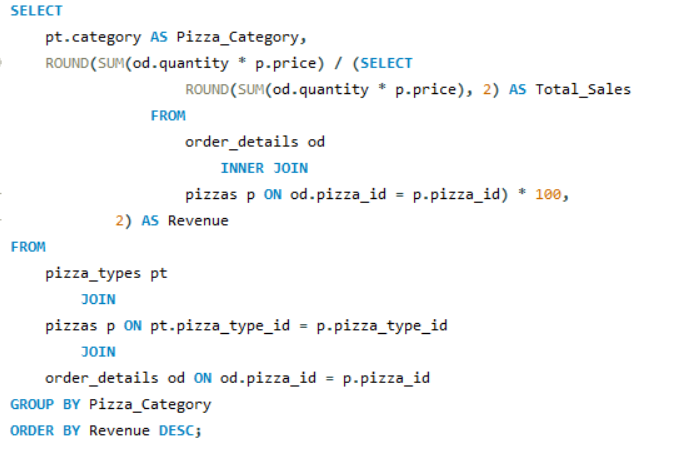 SELECT
pt.category AS Pizza_Category,
ROUND(SUM(od.quantity * p.price) / (SELECT
ROUND(SUM(od.quantity * p.price), 2) AS Total_Sales
FROM
order_details od
INNER JOIN
pizzas p ON od.pizza_id = p.pizza_id) * 100,
2) AS Revenue
FROM
pizza_types pt
JOIN
pizzas p ON pt.pizza_type_id = p.pizza_type_id
JOIN
order_details od ON od.pizza_id = p.pizza_id
GROUP BY Pizza_Category
ORDER BY Revenue DESC;